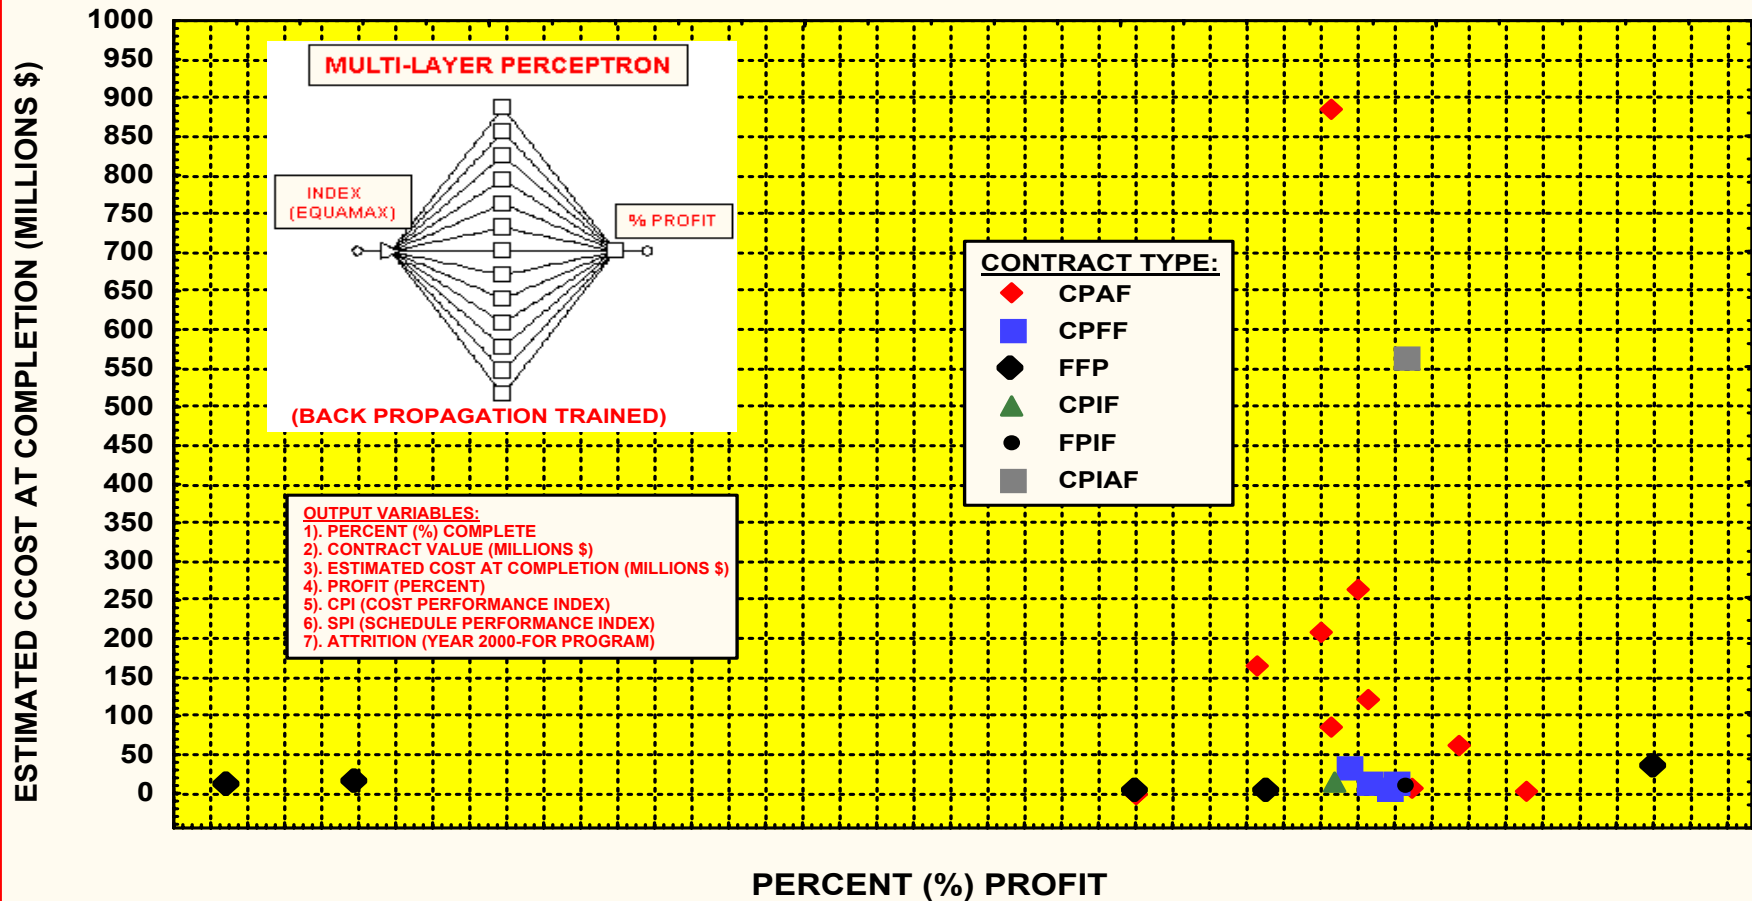 ESTIMATED CCOST AT COMPLETION (MILLIONS $)
1000
950
900
850
800
750
700
650
600
550
500
450
400
350
300
250
200
150
100
50
0
MULTI-LAYER PERCEPTRON
INDEX
(EQUAMAX)
% PROFIT
(BACK PROPAGATION TRAINED)
OUTPUT VARIABLES:
1). PERCENT (%) COMPLETE
2). CONTRACT VALUE (MILLIONS $)
3). ESTIMATED COST AT COMPLETION (MILLIONS $)
4). PROFIT (PERCENT)
5). CPI (COST PERFORMANCE INDEX)
6). SPI (SCHEDULE PERFORMANCE INDEX)
7). ATTRITION (YEAR 2000-FOR PROGRAM)
CONTRACT TYPE:
CPAF
CPFF
FFP
CPIF
FPIF
CPIAF
PERCENT (%) PROFIT